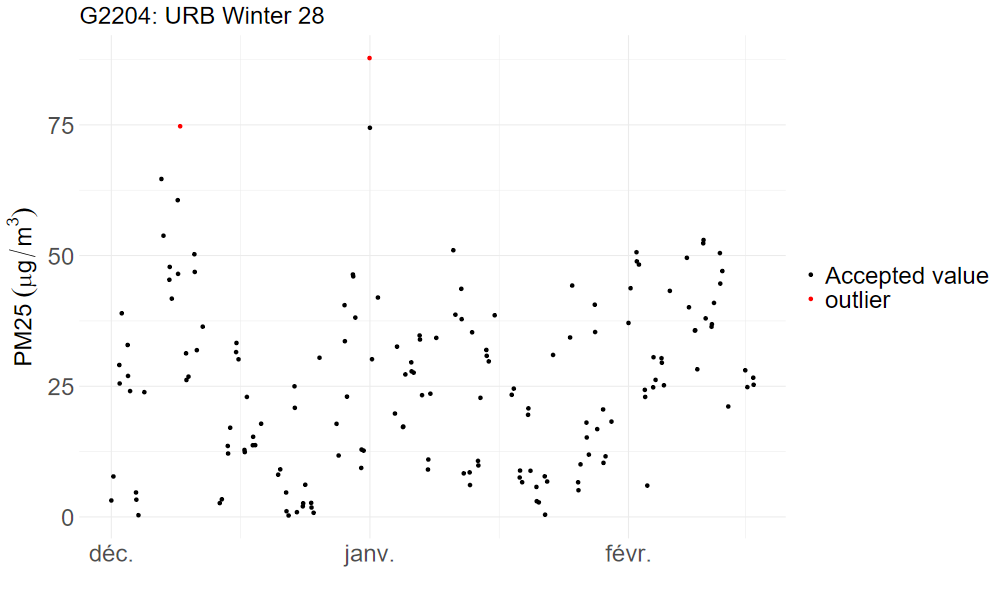 G2204: URB Winter 28
PM25 (μg/m³)
75
50
25
0
déc.
janv.
févr.
Accepted value
outlier